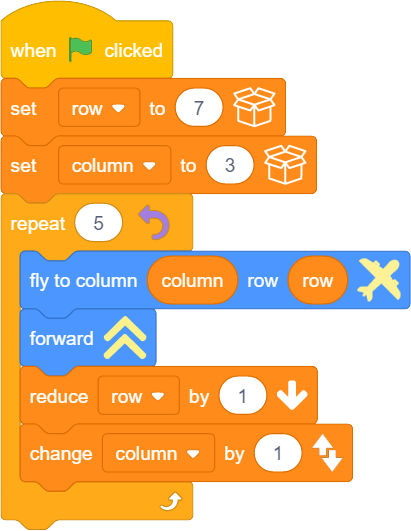 when clicked
set row to 7
set column to 3
repeat 5
fly to column column row row
forward
reduce row by 1
change column by 1